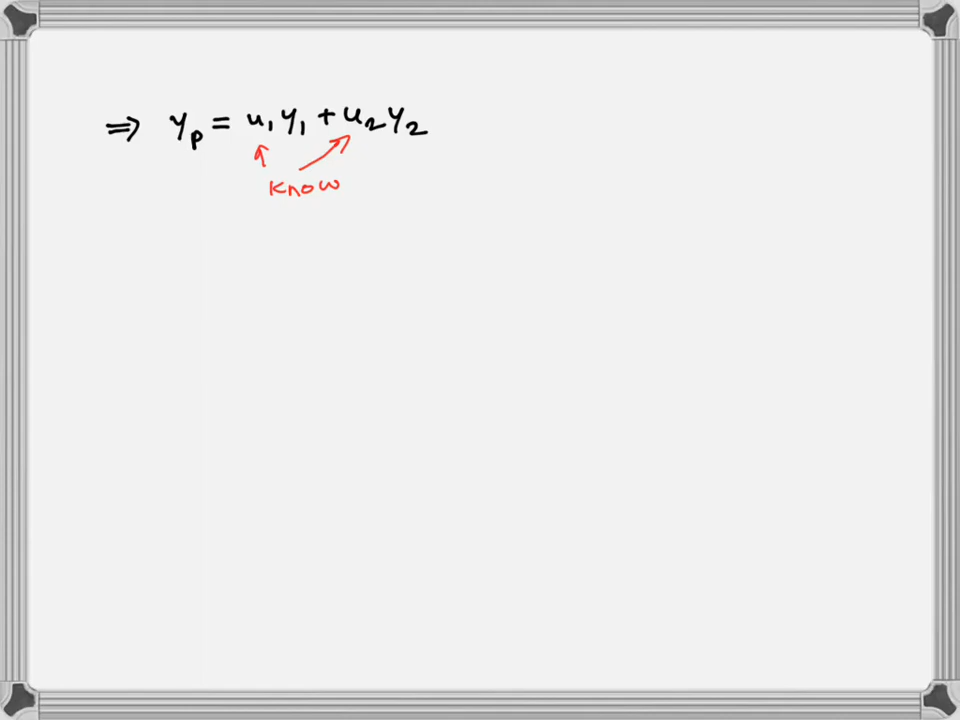 ⇒ y_p = u_1 y_1 + u_2 y_2
know